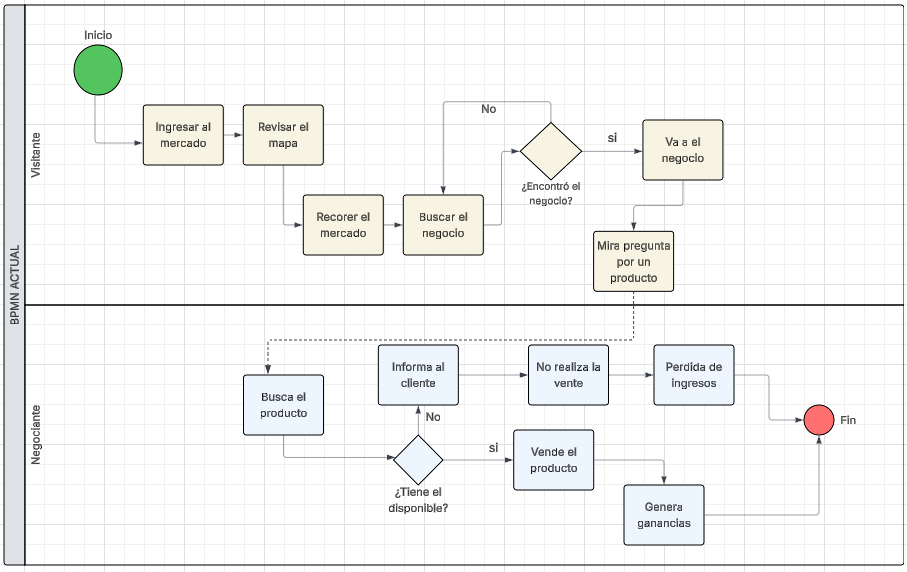 BPMN ACTUAL
Visitante
Inicio
Ingresar al
mercado
Revisar el
mapa
Recorer el
mercado
Buscar el
negocio
No
¿Encontró el
negocio?
si
Va a el
negocio
Mira pregunta
por un
producto
Negociante
Busca el
producto
¿Tiene el
disponible?
No
Informa al
cliente
No realiza la
vente
Perdida de
ingresos
si
Vende el
producto
Genera
ganancias
Fin